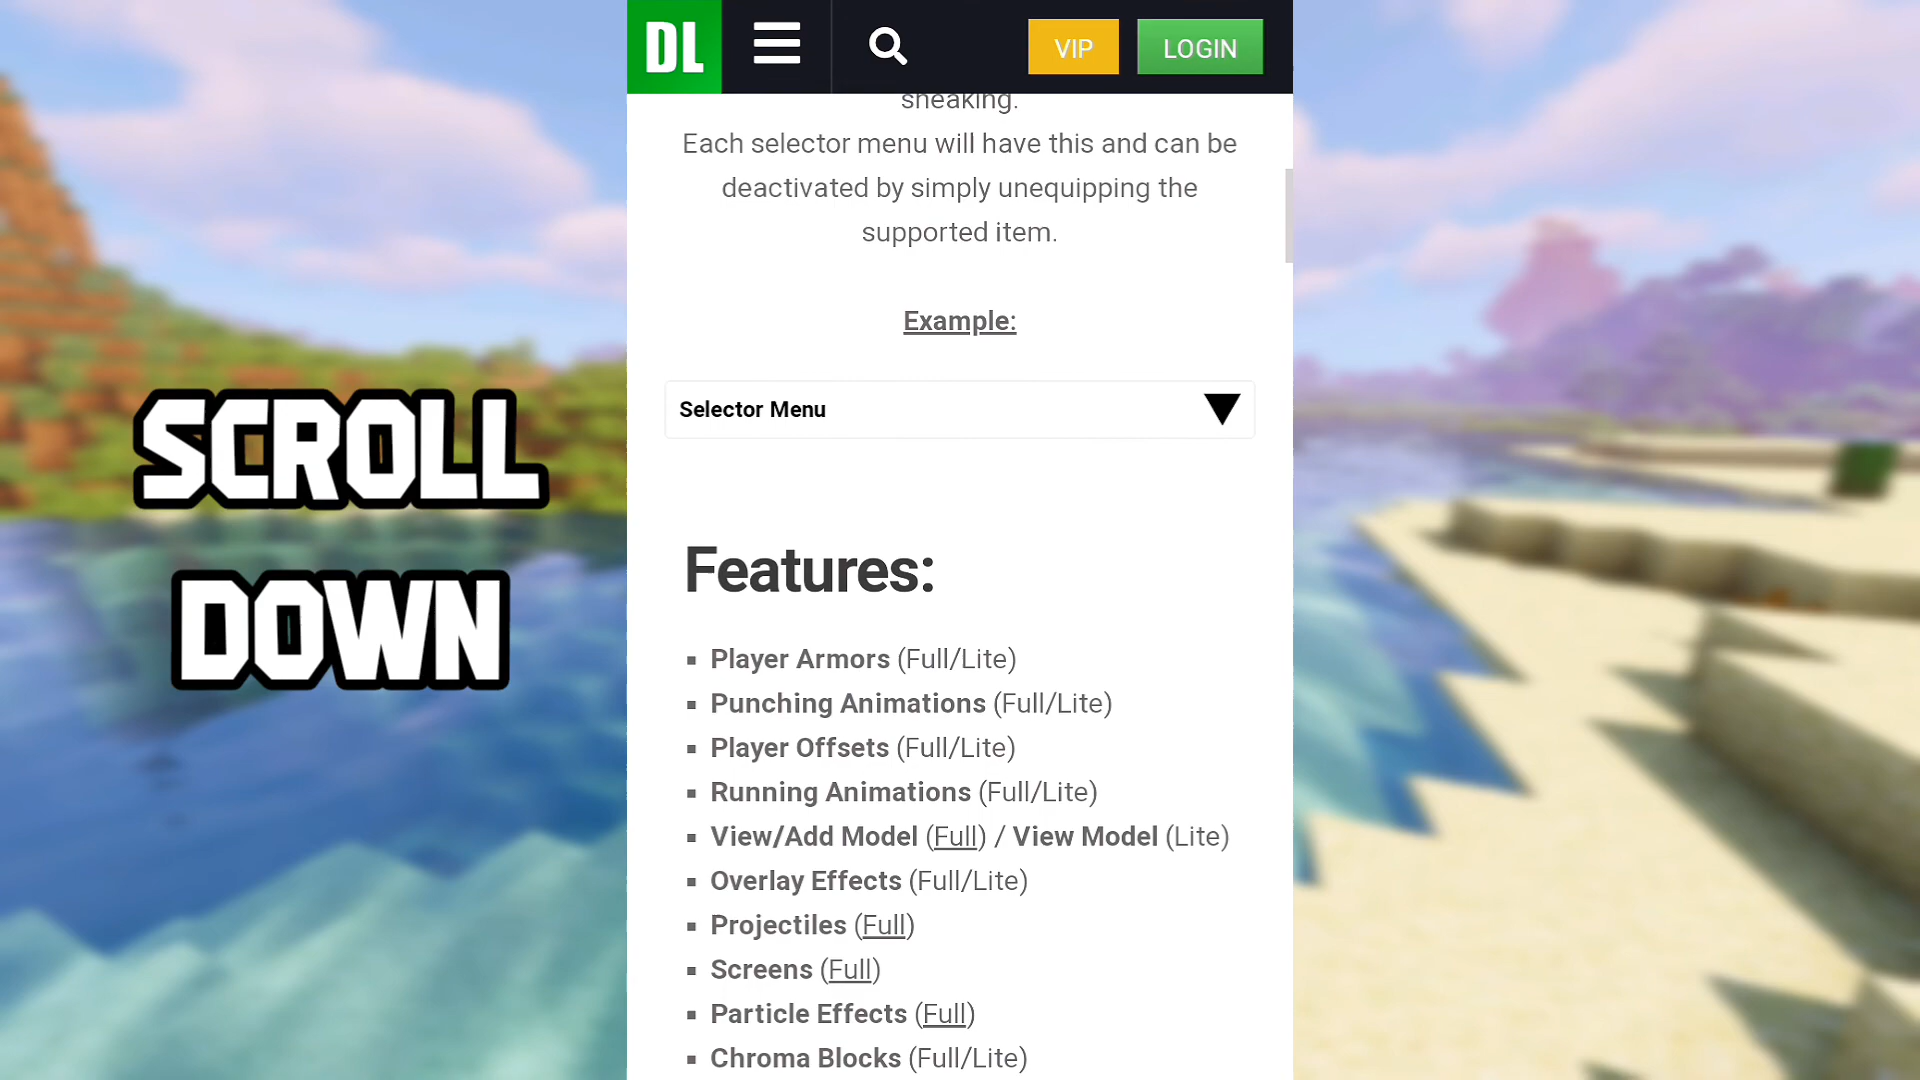 DL
VIP
LOGIN
sneaking.
Each selector menu will have this and can be
deactivated by simply unequipping the
supported item.
Example:
Selector Menu
SCROLL
DOWN
Features:
▪ Player Armors (Full/Lite)
▪ Punching Animations (Full/Lite)
▪ Player Offsets (Full/Lite)
▪ Running Animations (Full/Lite)
▪ View/Add Model (Full) / View Model (Lite)
▪ Overlay Effects (Full/Lite)
▪ Projectiles (Full)
▪ Screens (Full)
▪ Particle Effects (Full)
▪ Chroma Blocks (Full/Lite)